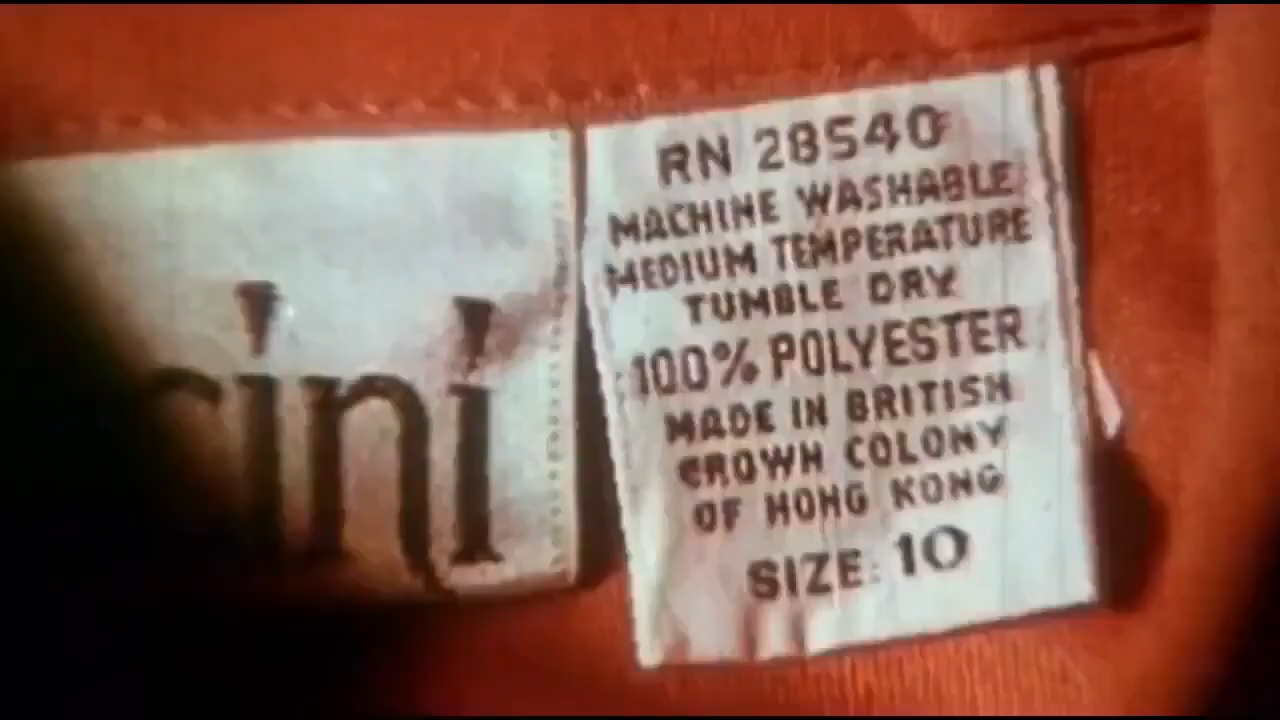 cini
RN 28540
MACHINE WASHABLE
MEDIUM TEMPERATURE
TUMBLE DRY
100% POLYESTER
MADE IN BRITISH
CROWN COLONY
OF HONG KONG
SIZE: 10